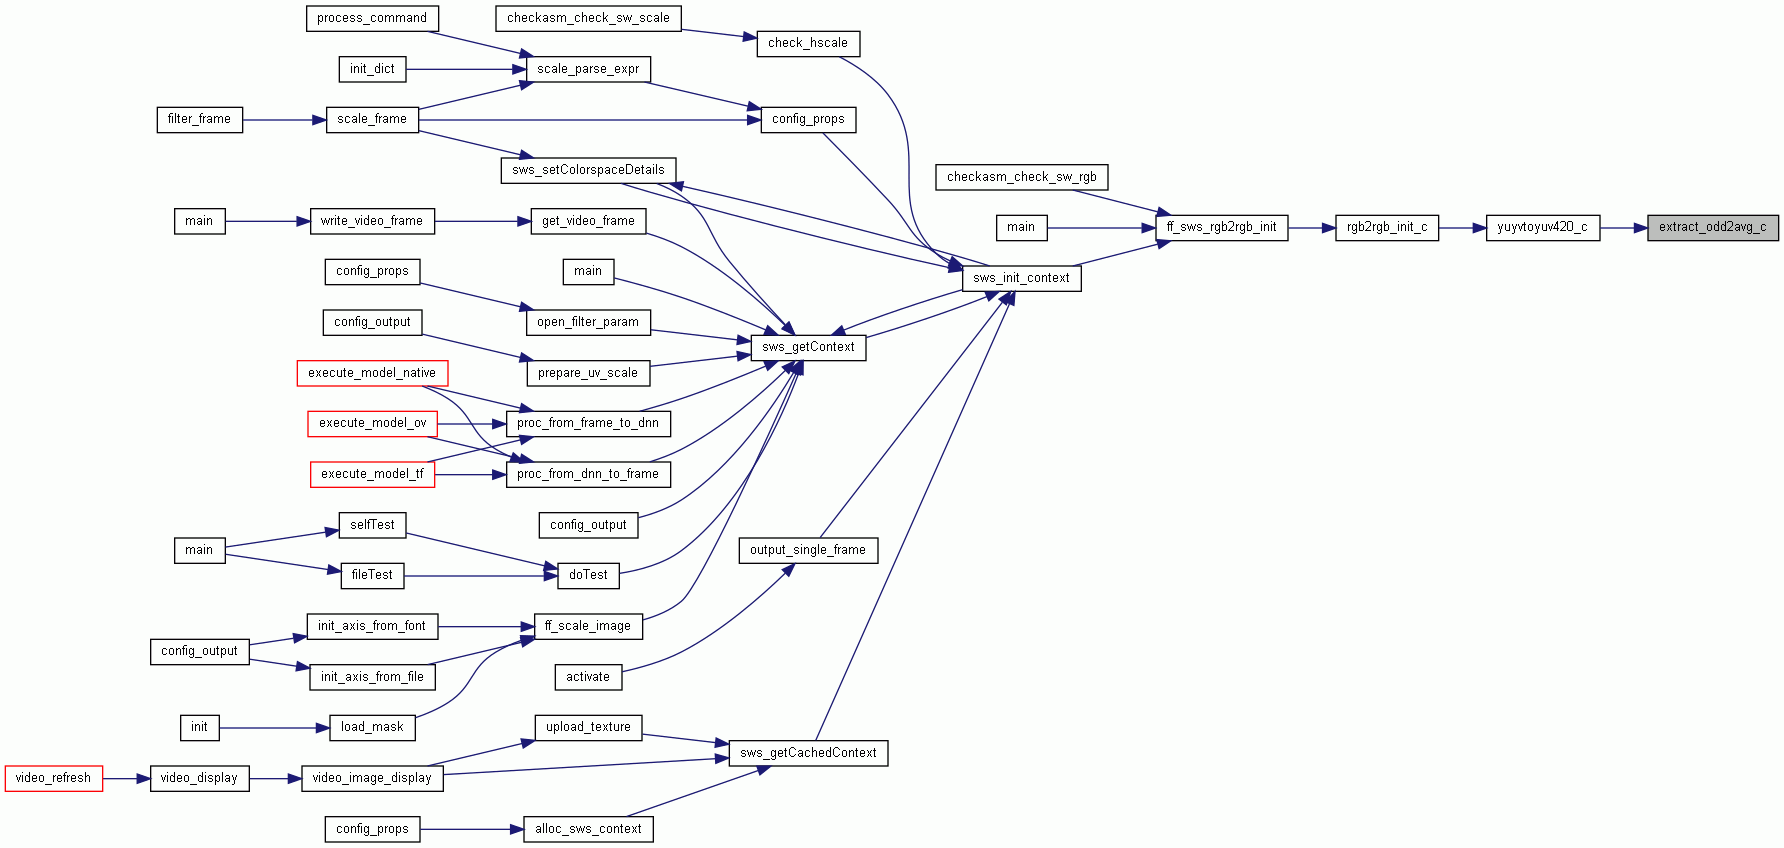 process_command
checkasm_check_sw_scale
check_hscale
init_dict
scale_parse_expr
filter_frame
scale_frame
config_props
sws_setColorspaceDetails
checkasm_check_sw_rgb
main
write_video_frame
get_video_frame
main
ff_sws_rgb2rgb_init
rgb2rgb_init_c
yuyvtoyuv420_c
extract_odd2avg_c
config_props
main
sws_init_context
config_output
open_filter_param
sws_getContext
execute_model_native
prepare_uv_scale
execute_model_ov
proc_from_frame_to_dnn
execute_model_tf
proc_from_dnn_to_frame
selfTest
config_output
main
output_single_frame
fileTest
doTest
init_axis_from_font
ff_scale_image
config_output
init_axis_from_file
activate
init
load_mask
upload_texture
sws_getCachedContext
video_refresh
video_display
video_image_display
config_props
alloc_sws_context